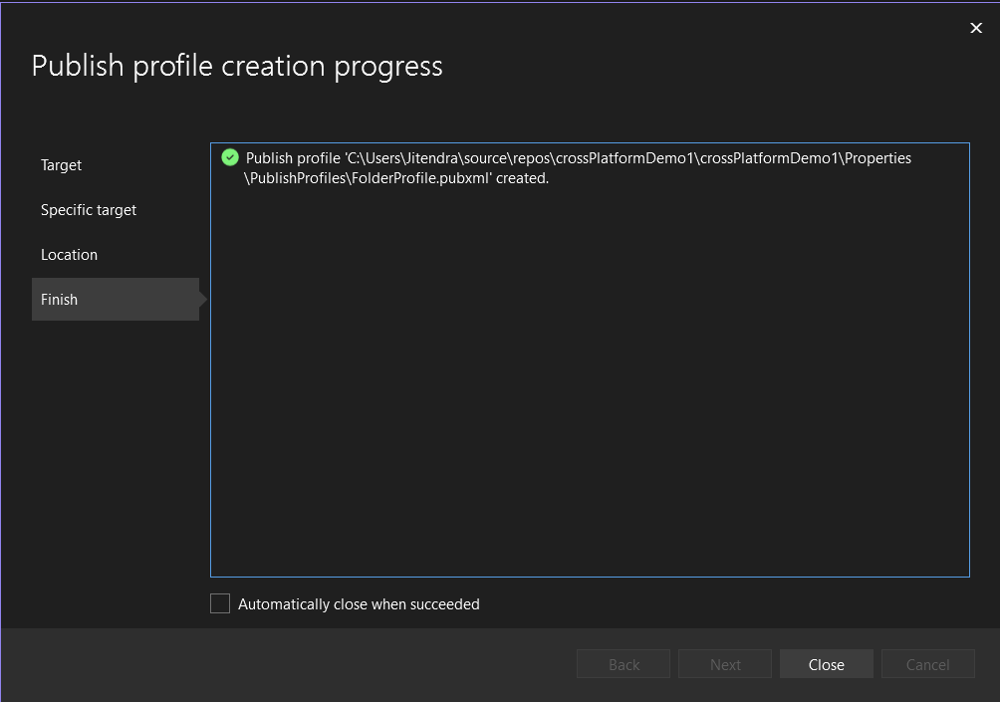 Publish profile creation progress
Target
Specific target
Location
Finish
Publish profile 'C:\Users\Jitendra\source\repos\crossPlatformDemo1\crossPlatformDemo1\Properties
\PublishProfiles\FolderProfile.pubxml' created.
Automatically close when succeeded
Back
Next
Close
Cancel